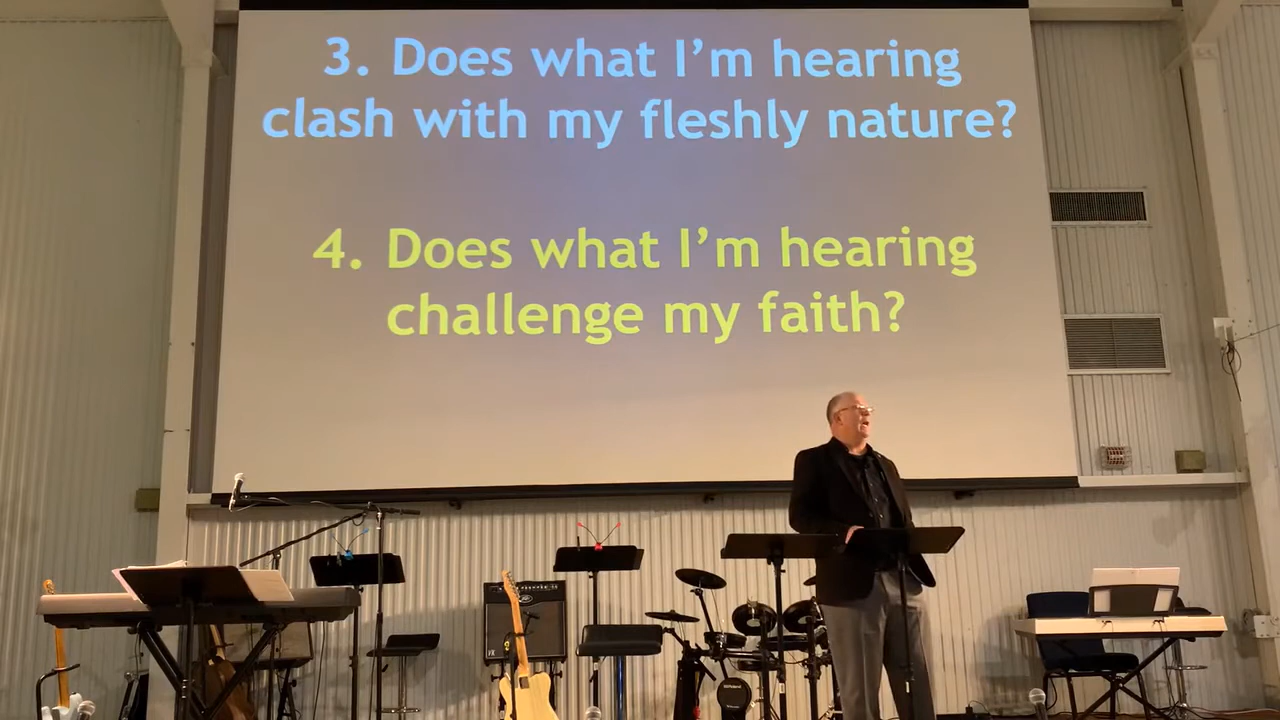 3. Does what I'm hearing
clash with my fleshly nature?
4. Does what I'm hearing
challenge my faith?